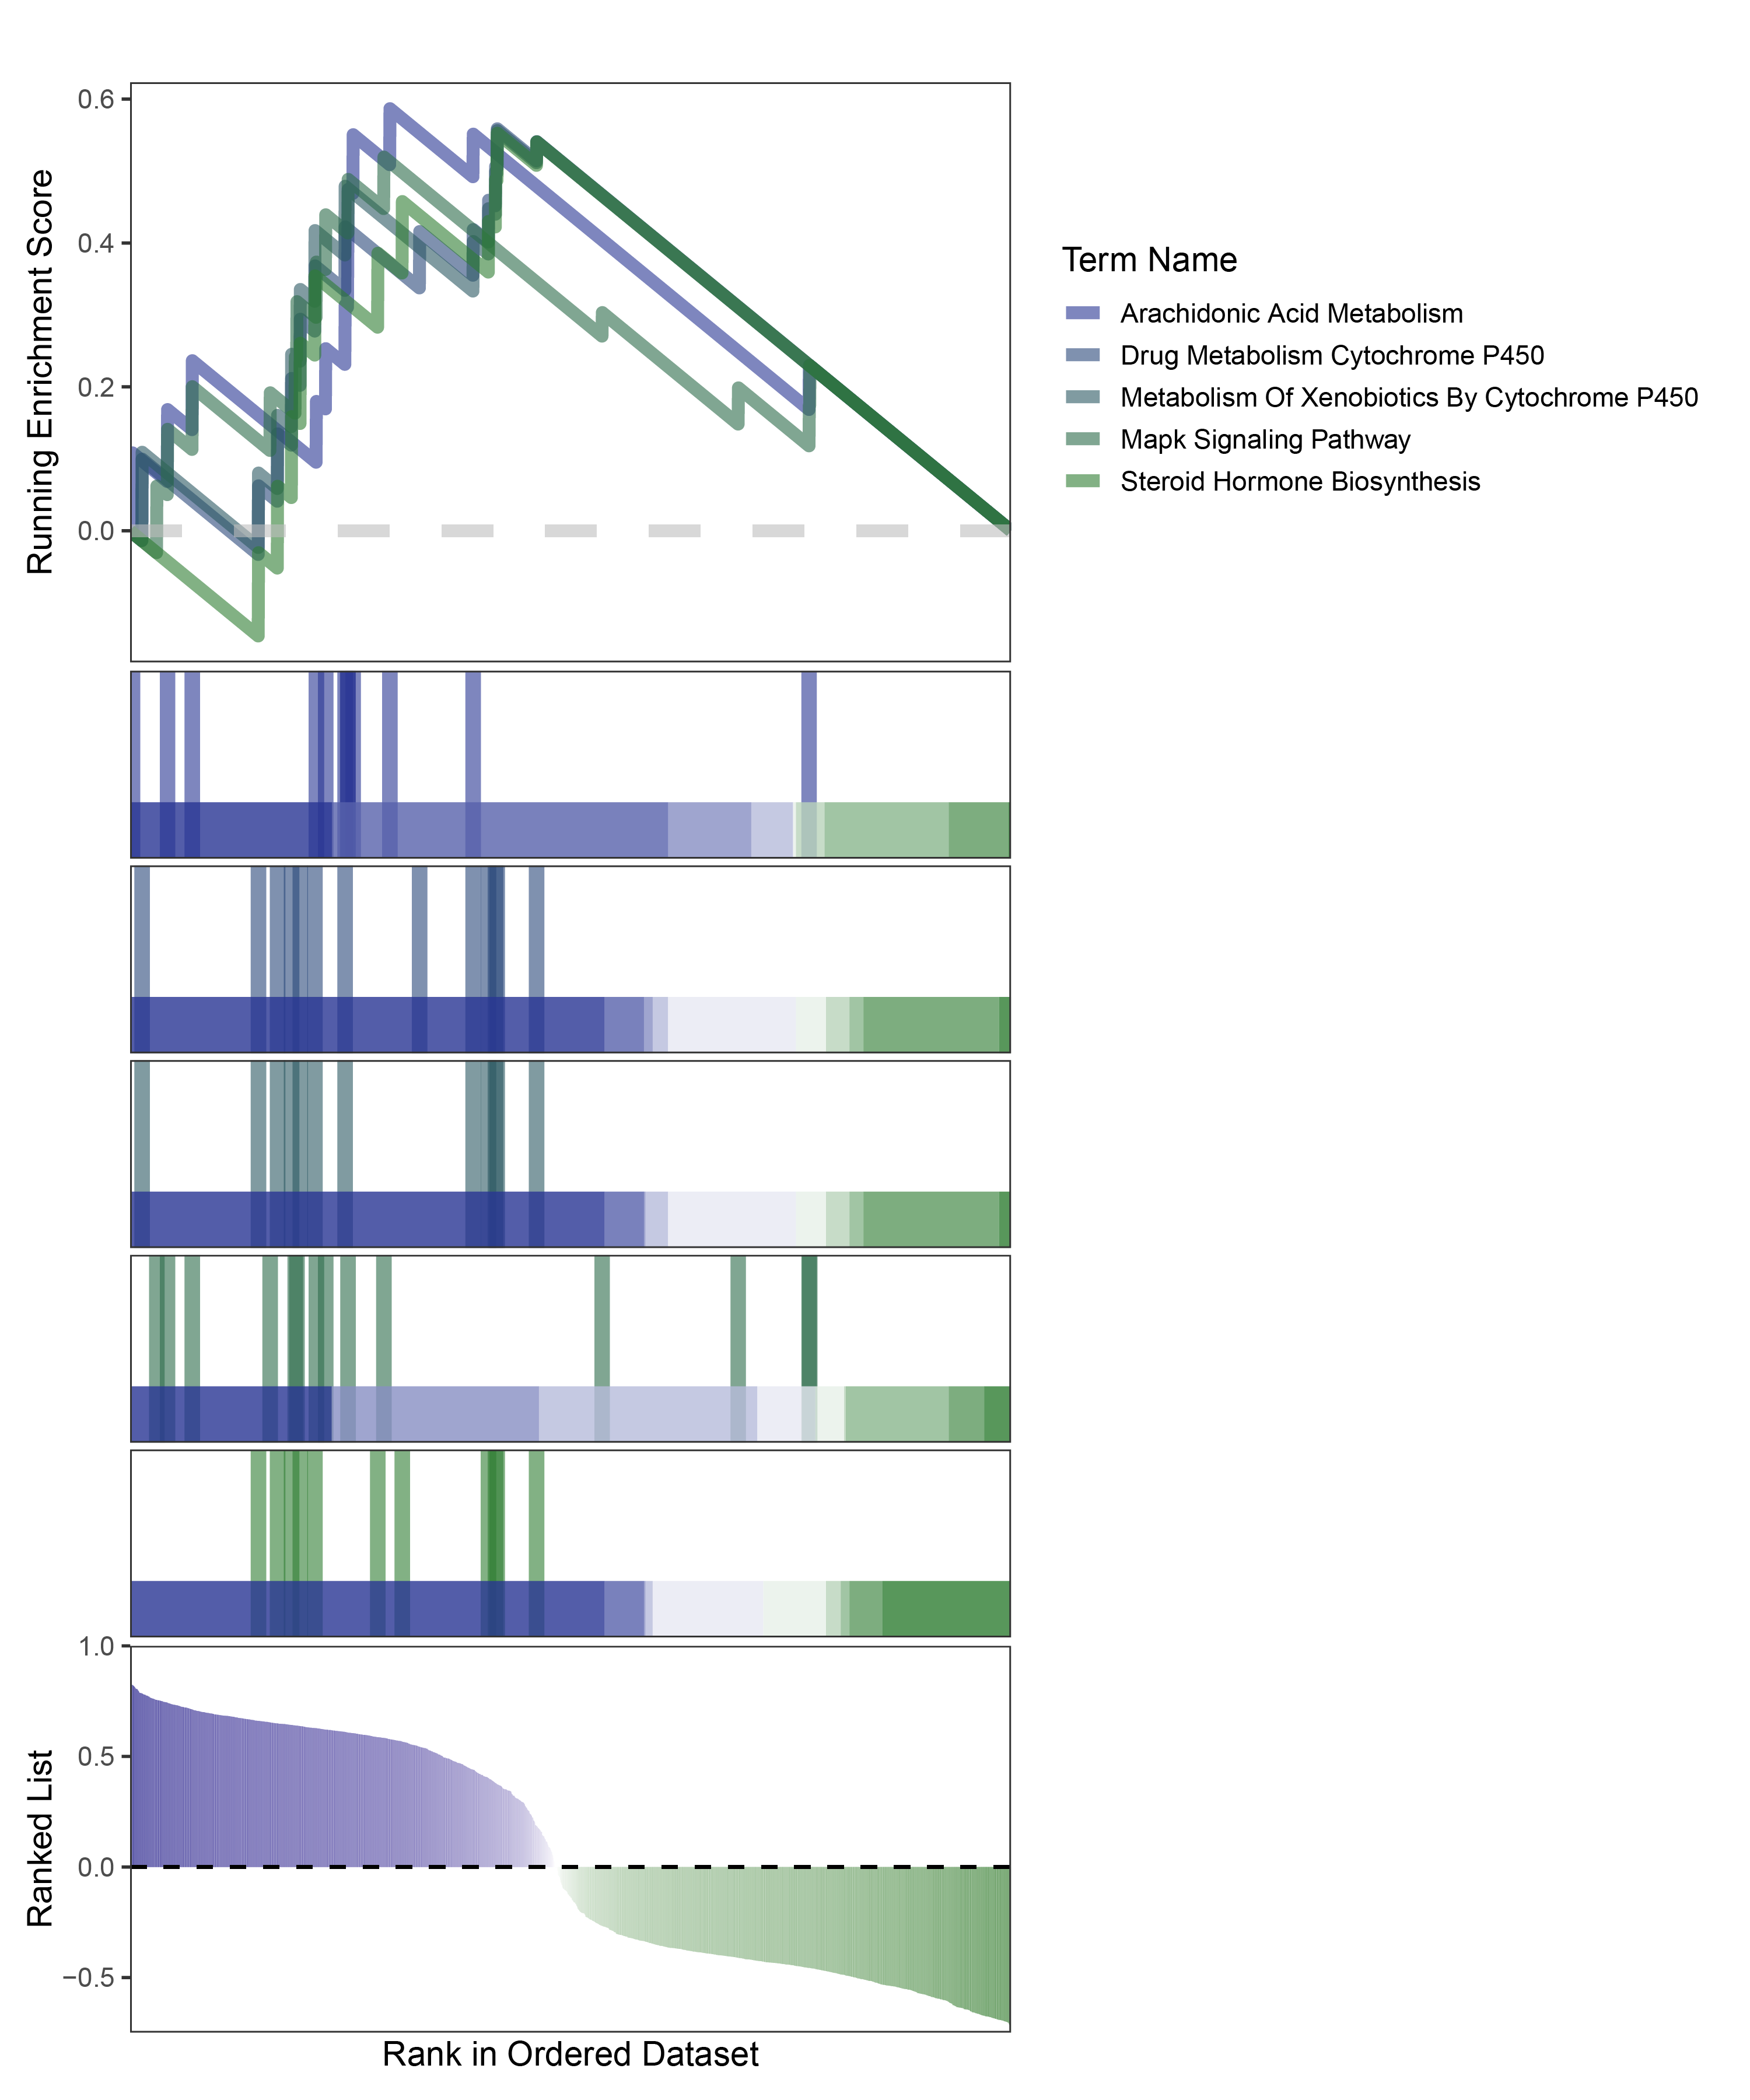 0.6
0.4
0.2
0.0
Running Enrichment Score
Term Name
Arachidonic Acid Metabolism
Drug Metabolism Cytochrome P450
Metabolism Of Xenobiotics By Cytochrome P450
Mapk Signaling Pathway
Steroid Hormone Biosynthesis
1.0
0.5
0.0
−0.5
Ranked List
Rank in Ordered Dataset